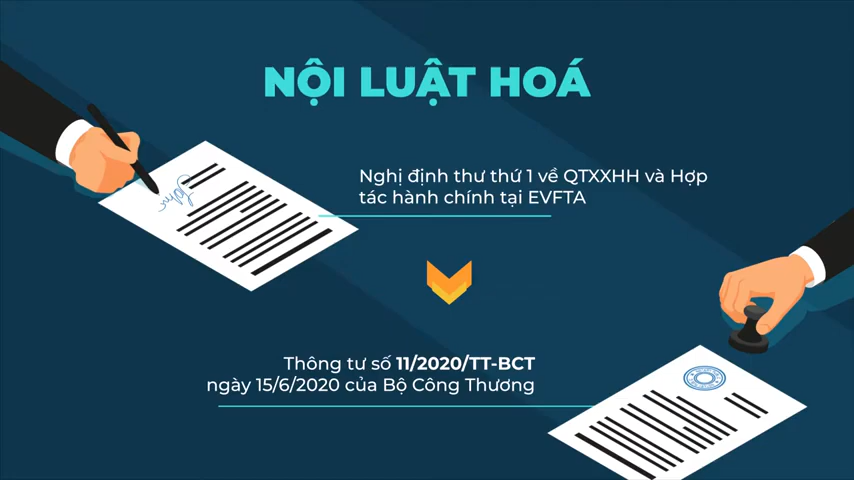 NỘI LUẬT HOÁ
Nghị định thư thứ 1 về QTXXHH và Hợp
tác hành chính tại EVFTA
Thông tư số 11/2020/TT-BCT
ngày 15/6/2020 của Bộ Công Thương